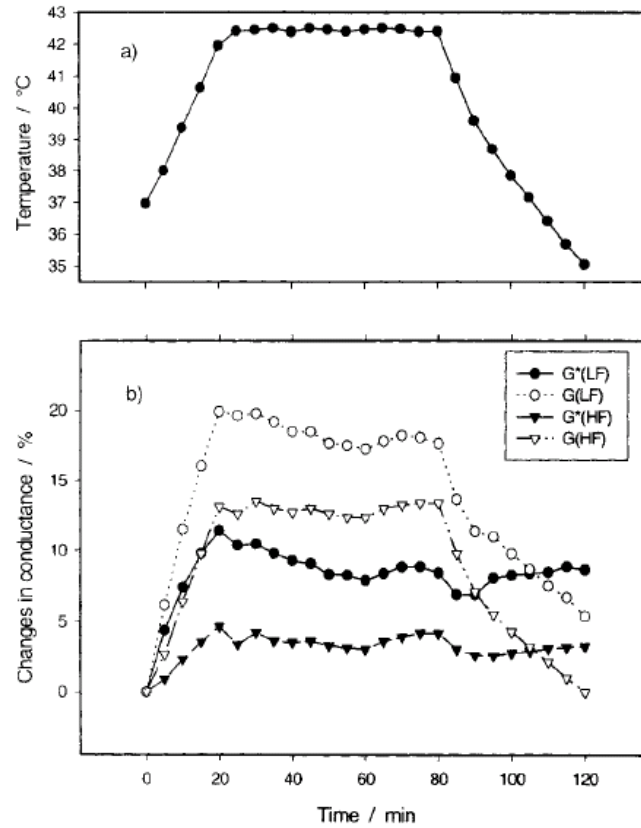 43
42
41
40
39
38
37
36
35
Temperature / °C
a)
20
15
10
5
0
Changes in conductance / %
b)
G*(LF)
G(LF)
G*(HF)
G(HF)
0 20 40 60 80 100 120
Time / min